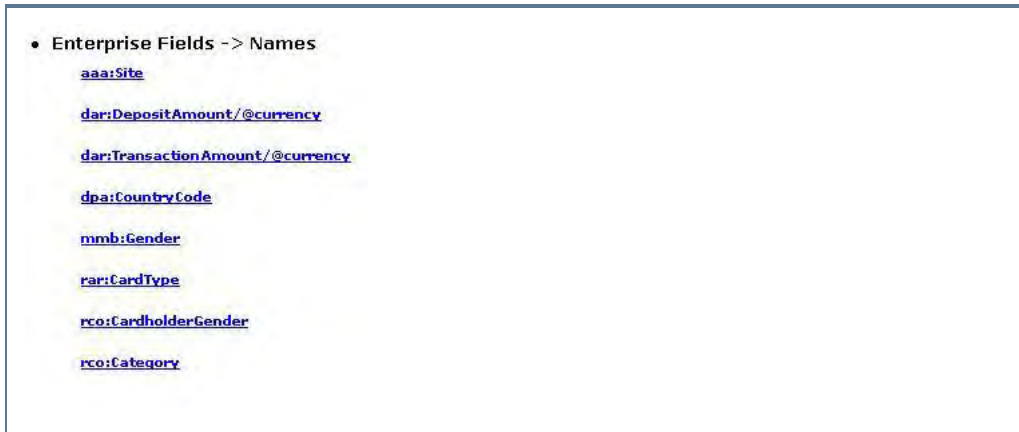 • Enterprise Fields -> Names
aaa:Site
dar:DepositAmount/@currency
dar:TransactionAmount/@currency
dpa:CountryCode
mmb:Gender
rar:CardType
rco:CardholderGender
rco:Category